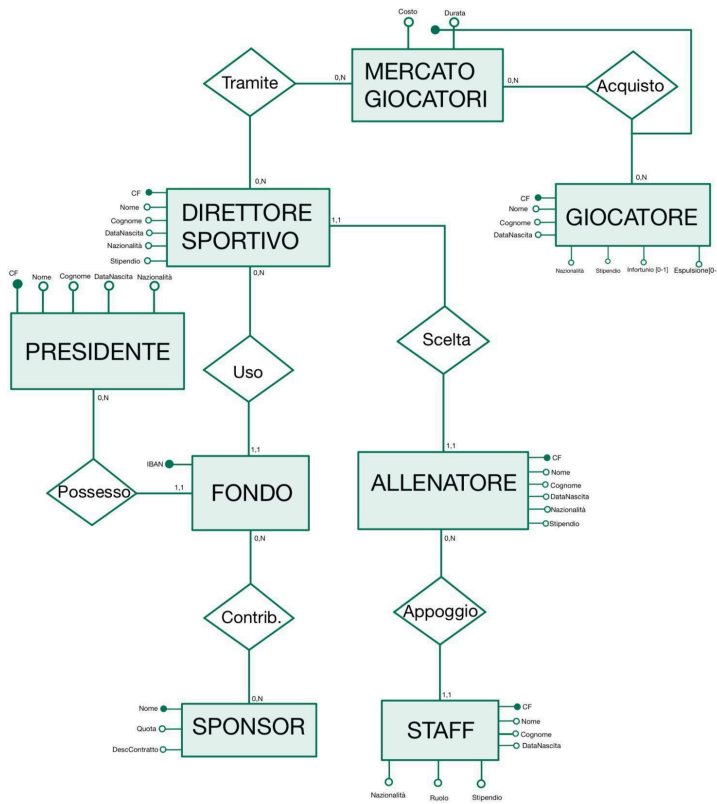 Costo
Durata
Tramite
0,N
MERCATO
GIOCATORI
0,N
Acquisto
0,N
CF
Nome
Cognome
DataNascita
Nazionalità
Stipendio
DIRETTORE
SPORTIVO
1,1
0,N
0,N
CF
Nome
Cognome
DataNascita
GIOCATORE
Nazionalità
Stipendio
Infortunio [0-1]
Espulsione[0-
CF
Nome
Cognome
DataNascita
Nazionalità
PRESIDENTE
0,N
Uso
Scelta
1,1
1,1
IBAN
FONDO
Possesso
1,1
0,N
ALLENATORE
CF
Nome
Cognome
DataNascita
Nazionalità
Stipendio
0,N
Contrib.
Appoggio
0,N
1,1
Nome
Quota
DescContratto
SPONSOR
STAFF
CF
Nome
Cognome
DataNascita
Nazionalità
Ruolo
Stipendio